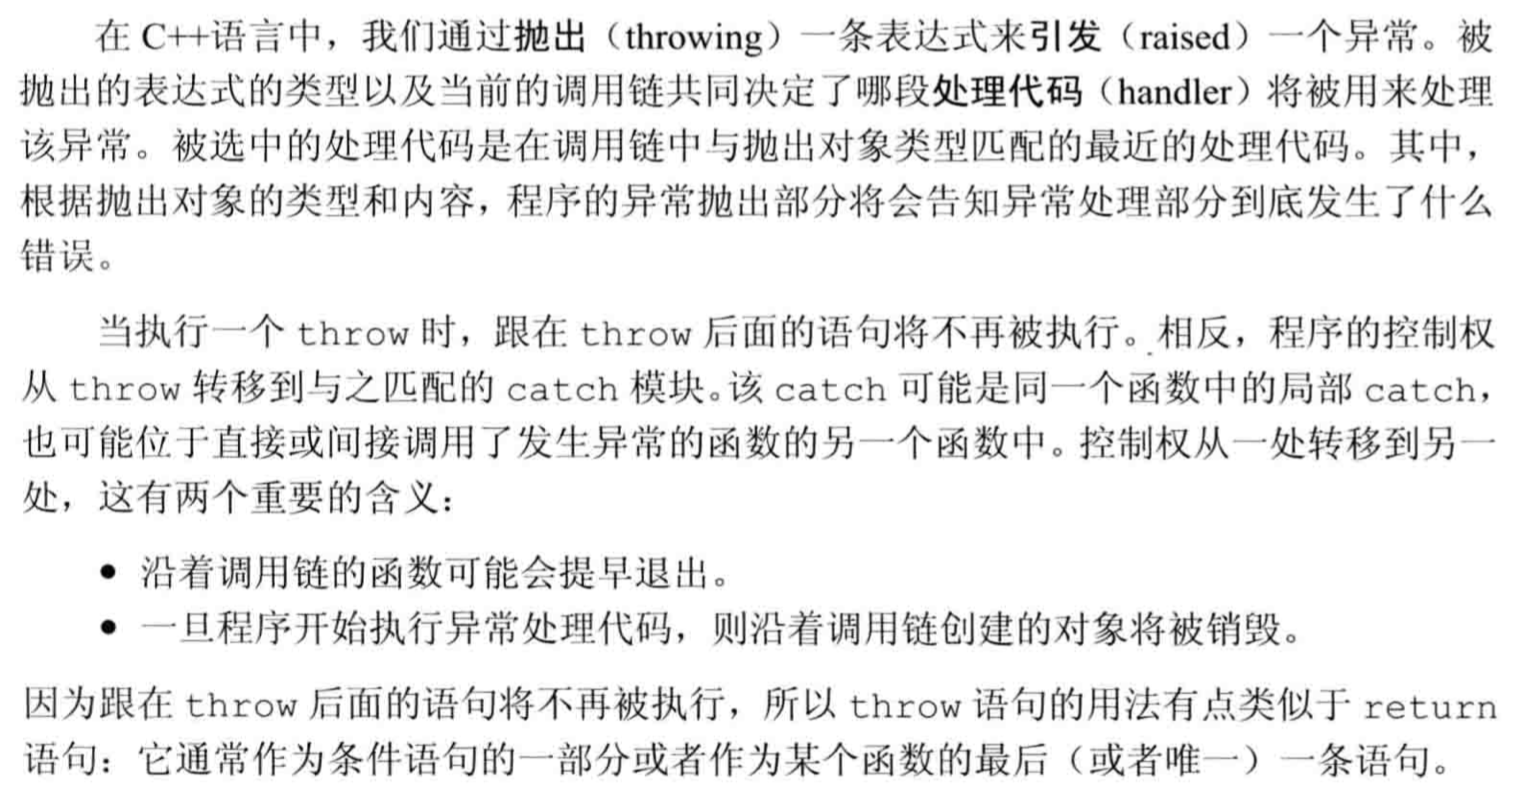 在 C++语言中，我们通过抛出（throwing）一条表达式来引发（raised）一个异常。被
抛出的表达式的类型以及当前的调用链共同决定了哪段处理代码（handler）将被用来处理
该异常。被选中的处理代码是在调用链中与抛出对象类型匹配的最近的处理代码。其中，
根据抛出对象的类型和内容，程序的异常抛出部分将会告知异常处理部分到底发生了什么
错误。
当执行一个 throw 时，跟在 throw 后面的语句将不再被执行。相反，程序的控制权
从 throw 转移到与之匹配的 catch 模块。该 catch 可能是同一个函数中的局部 catch，
也可能位于直接或间接调用了发生异常的函数的另一个函数中。控制权从一处转移到另一
处，这有两个重要的含义：
• 沿着调用链的函数可能会提早退出。
• 一旦程序开始执行异常处理代码，则沿着调用链创建的对象将被销毁。
因为跟在 throw 后面的语句将不再被执行，所以 throw 语句的用法有点类似于 return
语句：它通常作为条件语句的一部分或者作为某个函数的最后（或者唯一）一条语句。